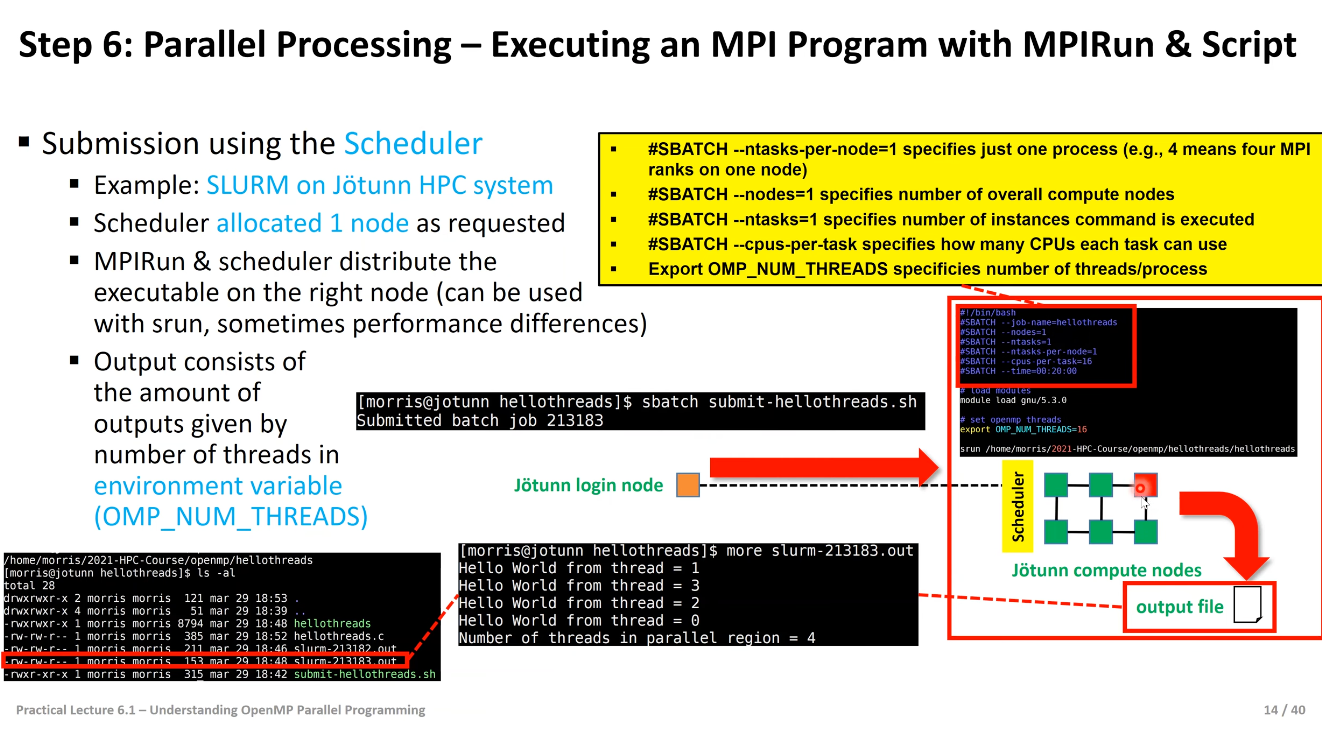 Step 6: Parallel Processing – Executing an MPI Program with MPIRun & Script
▪ Submission using the Scheduler
▪ Example: SLURM on Jötunn HPC system
▪ Scheduler allocated 1 node as requested
▪ MPIRun & scheduler distribute the
executable on the right node (can be used
with srun, sometimes performance differences)
▪ Output consists of
the amount of
outputs given by
number of threads in
environment variable
(OMP_NUM_THREADS)
▪ #SBATCH --ntasks-per-node=1 specifies just one process (e.g., 4 means four MPI
ranks on one node)
▪ #SBATCH --nodes=1 specifies number of overall compute nodes
▪ #SBATCH --ntasks=1 specifies number of instances command is executed
▪ #SBATCH --cpus-per-task specifies how many CPUs each task can use
▪ Export OMP_NUM_THREADS specificies number of threads/process
#!/bin/bash
#SBATCH --job-name=hellothreads
#SBATCH --nodes=1
#SBATCH --ntasks=1
#SBATCH --ntasks-per-node=1
#SBATCH --cpus-per-task=16
#SBATCH --time=00:20:00
# load modules
module load gnu/5.3.0
# set openmp threads
export OMP_NUM_THREADS=16
srun /home/morris/2021-HPC-Course/openmp/hellothreads/hellothreads
[morris@jotunn hellothreads]$ sbatch submit-hellothreads.sh
Submitted batch job 213183
Jötunn login node
Scheduler
Jötunn compute nodes
output file
/home/morris/2021-HPC-Course/openmp/hellothreads
[morris@jotunn hellothreads]$ ls -al
total 28
drwxrwxr-x 2 morris morris 121 mar 29 18:53 .
drwxrwxr-x 4 morris morris 51 mar 29 18:39 ..
-rwxrwxr-x 1 morris morris 8794 mar 29 18:48 hellothreads
-rw-rw-r-- 1 morris morris 385 mar 29 18:52 hellothreads.c
-rw-rw-r-- 1 morris morris 211 mar 29 18:46 slurm-213182.out
-rw-rw-r-- 1 morris morris 153 mar 29 18:48 slurm-213183.out
-rwxr-xr-x 1 morris morris 315 mar 29 18:42 submit-hellothreads.sh
[morris@jotunn hellothreads]$ more slurm-213183.out
Hello World from thread = 1
Hello World from thread = 3
Hello World from thread = 2
Hello World from thread = 0
Number of threads in parallel region = 4
Practical Lecture 6.1 – Understanding OpenMP Parallel Programming
14 / 40